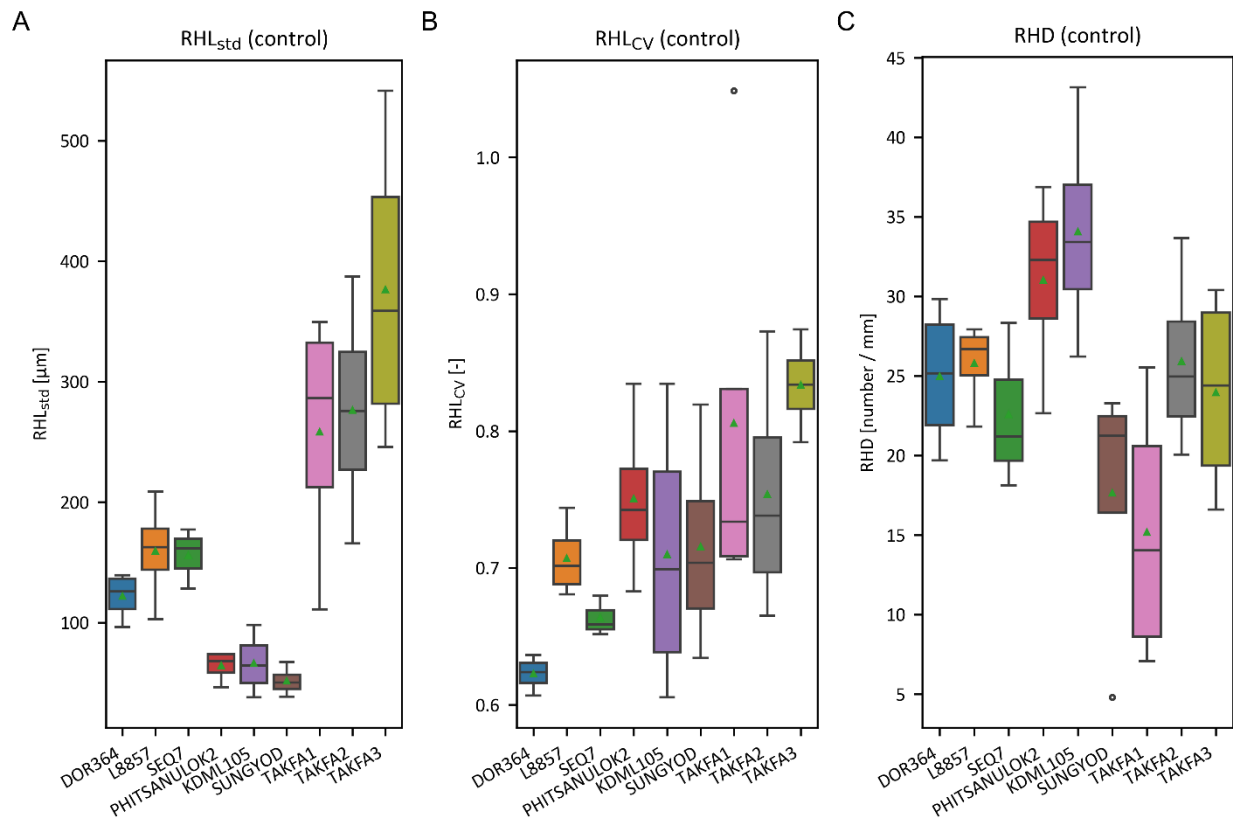 A
RHLstd (control)
RHLstd [µm]
500
400
300
200
100
DOR364
L8857
SEQ7
PHITSANULOK2
KDML105
SUNGYOD
TAKFA1
TAKFA2
TAKFA3
B
RHLCV (control)
RHLCV [-]
1.0
0.9
0.8
0.7
0.6
DOR364
L8857
SEQ7
PHITSANULOK2
KDML105
SUNGYOD
TAKFA1
TAKFA2
TAKFA3
C
RHD (control)
RHD [number / mm]
45
40
35
30
25
20
15
10
5
DOR364
L8857
SEQ7
PHITSANULOK2
KDML105
SUNGYOD
TAKFA1
TAKFA2
TAKFA3